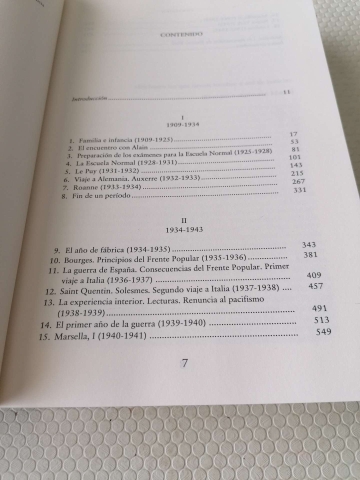 CONTENIDO
Introducción ........ 11
I
1909-1934
1. Familia e infancia (1909-1925) ........ 17
2. El encuentro con Alain ........ 53
3. Preparación de los exámenes para la Escuela Normal (1925-1928) 81
4. La Escuela Normal (1928-1931) ........ 101
5. Le Puy (1931-1932) ........ 143
6. Viaje a Alemania. Auxerre (1932-1933) ........ 215
7. Roanne (1933-1934) ........ 267
8. Fin de un período ........ 331
II
1934-1943
9. El año de fábrica (1934-1935) ........ 343
10. Bourges. Principios del Frente Popular (1935-1936) ........ 381
11. La guerra de España. Consecuencias del Frente Popular. Primer
viaje a Italia (1936-1937) ........ 409
12. Saint Quentin. Solesmes. Segundo viaje a Italia (1937-1938) .... 457
13. La experiencia interior. Lecturas. Renuncia al pacifismo
(1938-1939) ........ 491
14. El primer año de la guerra (1939-1940) ........ 513
15. Marsella, I (1940-1941) ........ 549
7